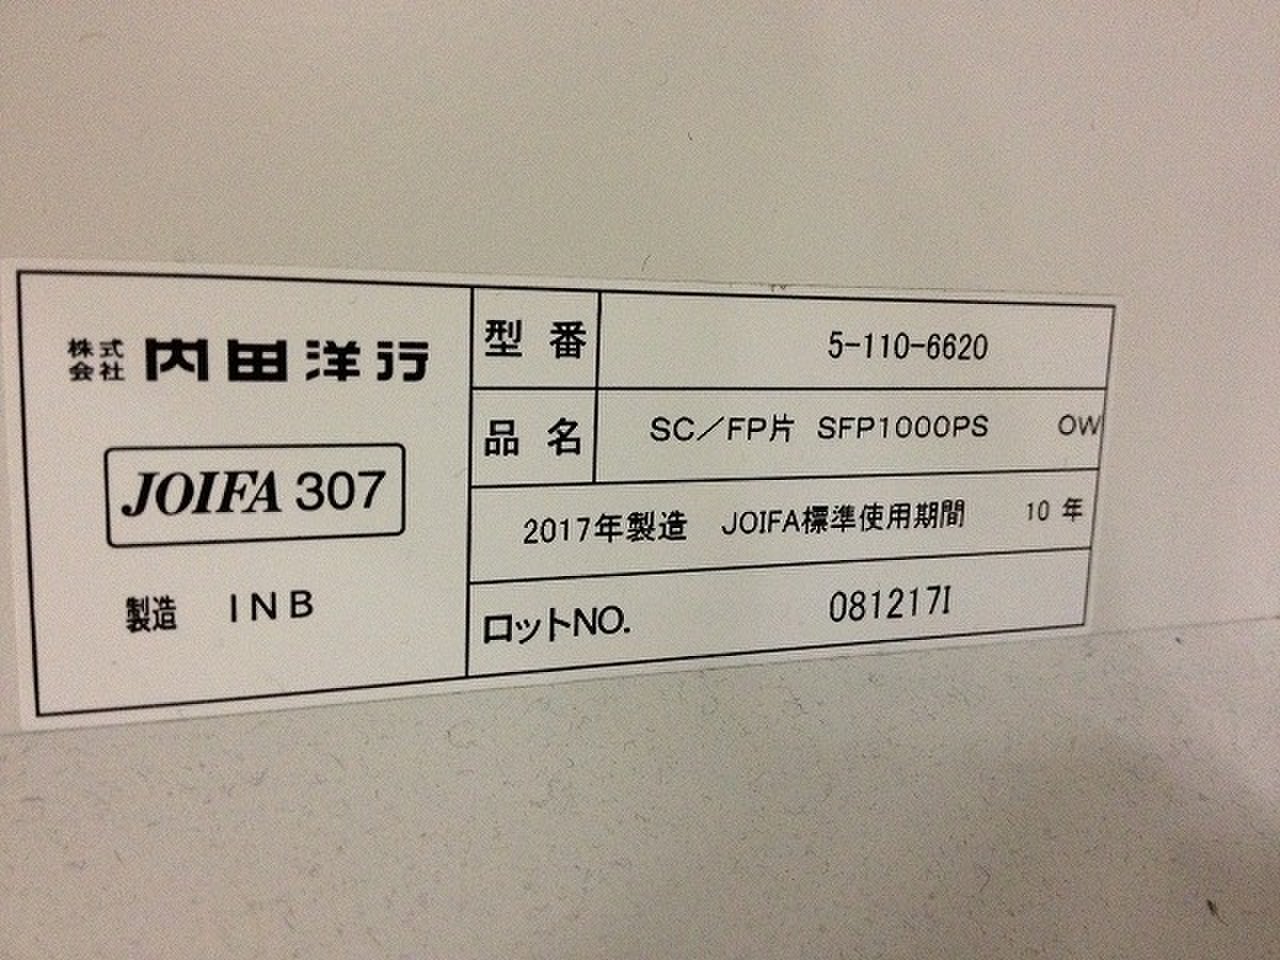 株式会社 内田洋行
JOIFA 307
製造 INB
型番 5-110-6620
品名 SC／FP片 SFP1000PS OW
2017年製造 JOIFA標準使用期間 10年
ロットNO. 081217I